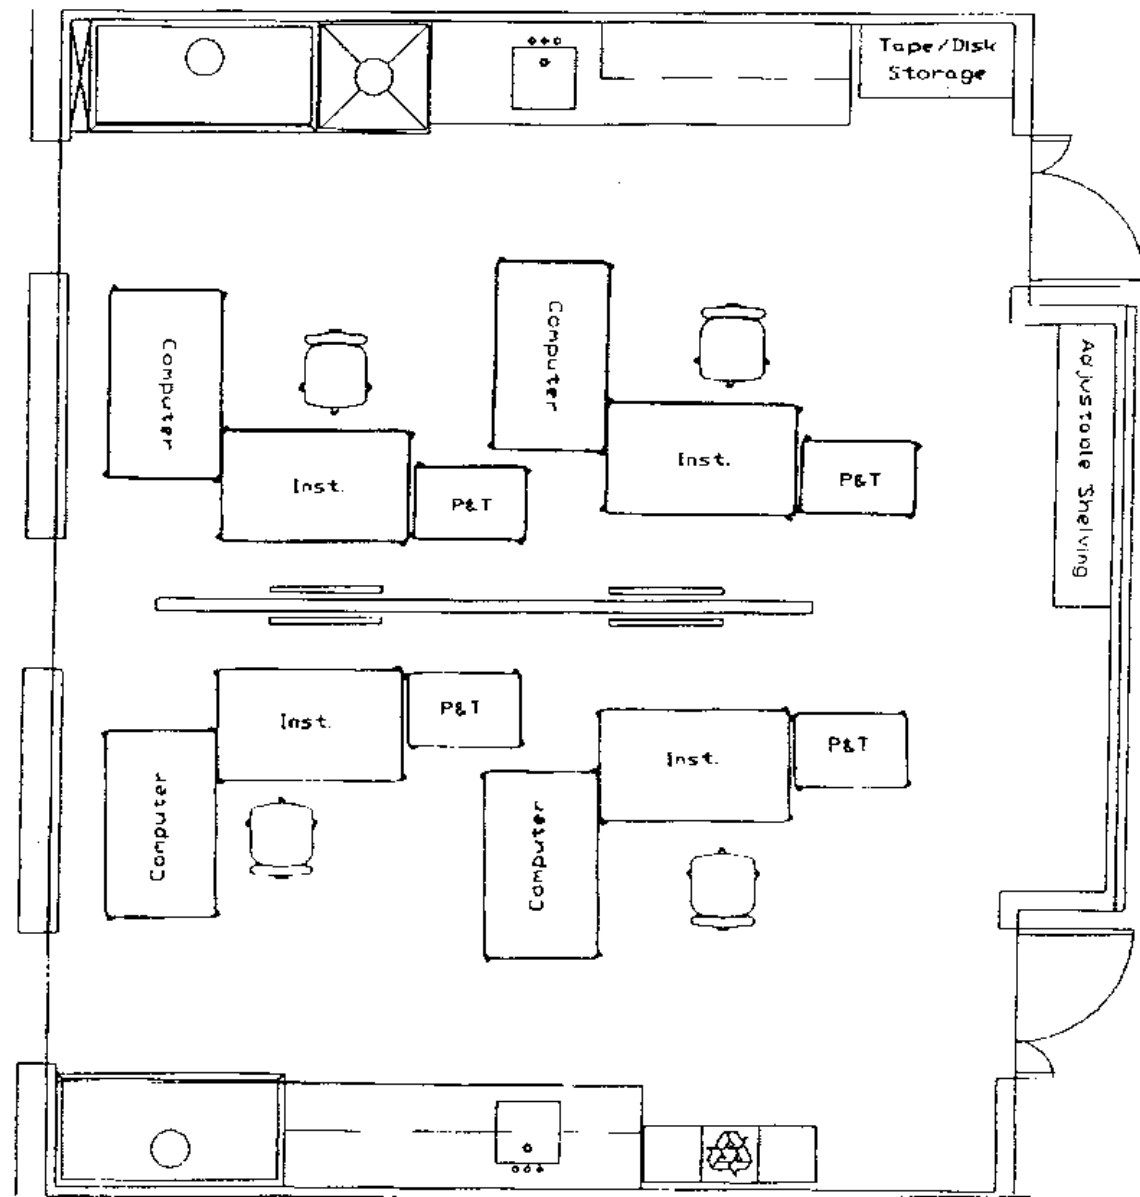 Tape/Disk
Storage
Computer
Computer
Inst.
P&T
Inst.
P&T
Adjustable Shelving
Inst.
P&T
Computer
Inst.
P&T
Computer